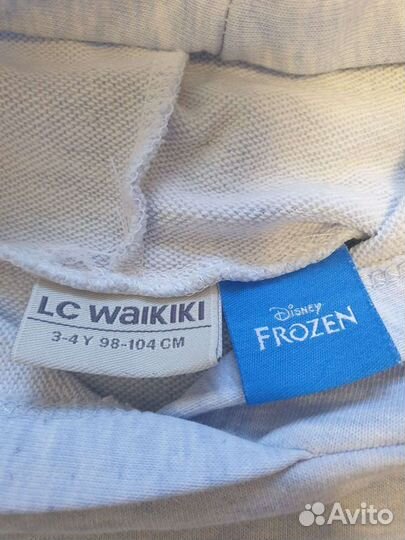 LC WAIKIKI
3-4 Y 98-104 CM
Disney
FROZEN
Avito